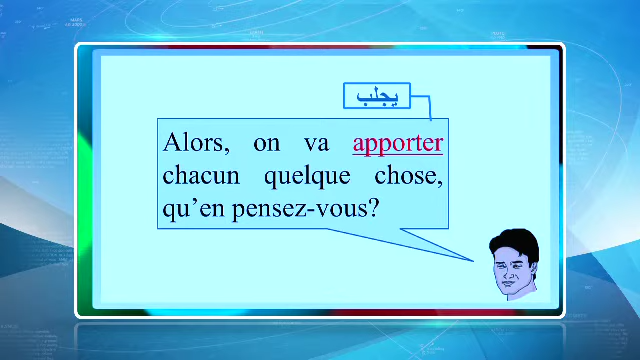 يجلب
Alors, on va apporter
chacun quelque chose,
qu'en pensez-vous?